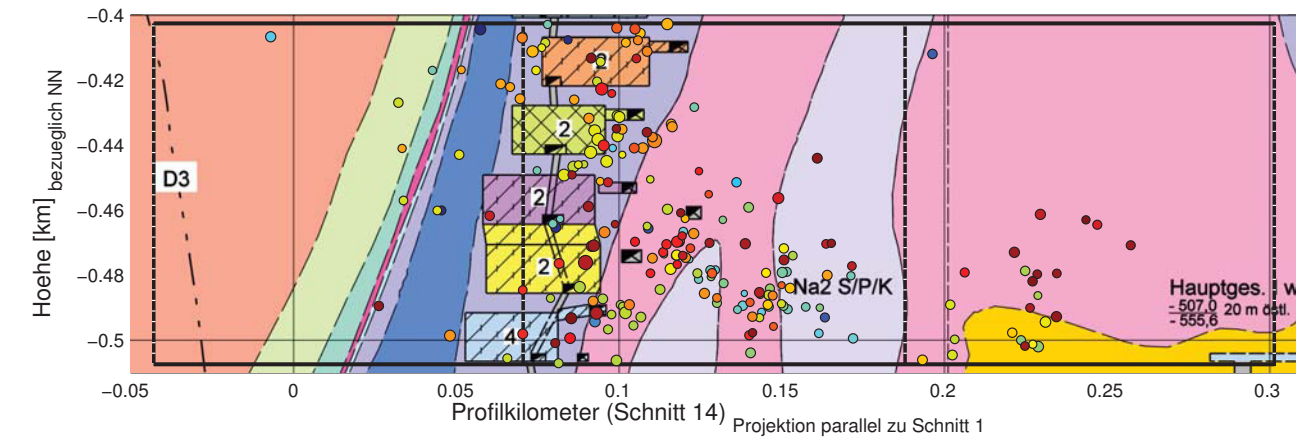 −0.4
−0.42
−0.44
−0.46
−0.48
−0.5
Hoehe [km] bezueglich NN
D3
2
2
2
2
4
Na2 S/P/K
Hauptges. w
- 507,0 20 m östl.
- 555,6
−0.05 0 0.05 0.1 0.15 0.2 0.25 0.3
Profilkilometer (Schnitt 14) Projektion parallel zu Schnitt 1